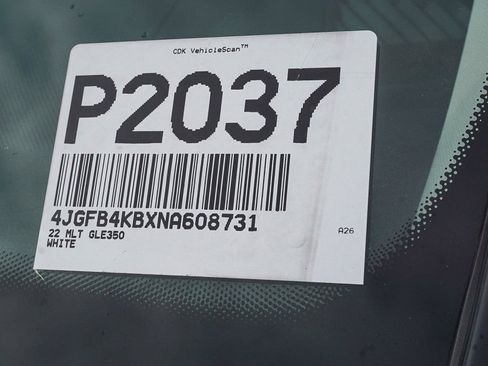 CDK VehicleScan™
P2037
4JGFB4KBXNA608731
22 MLT GLE350
WHITE
A26